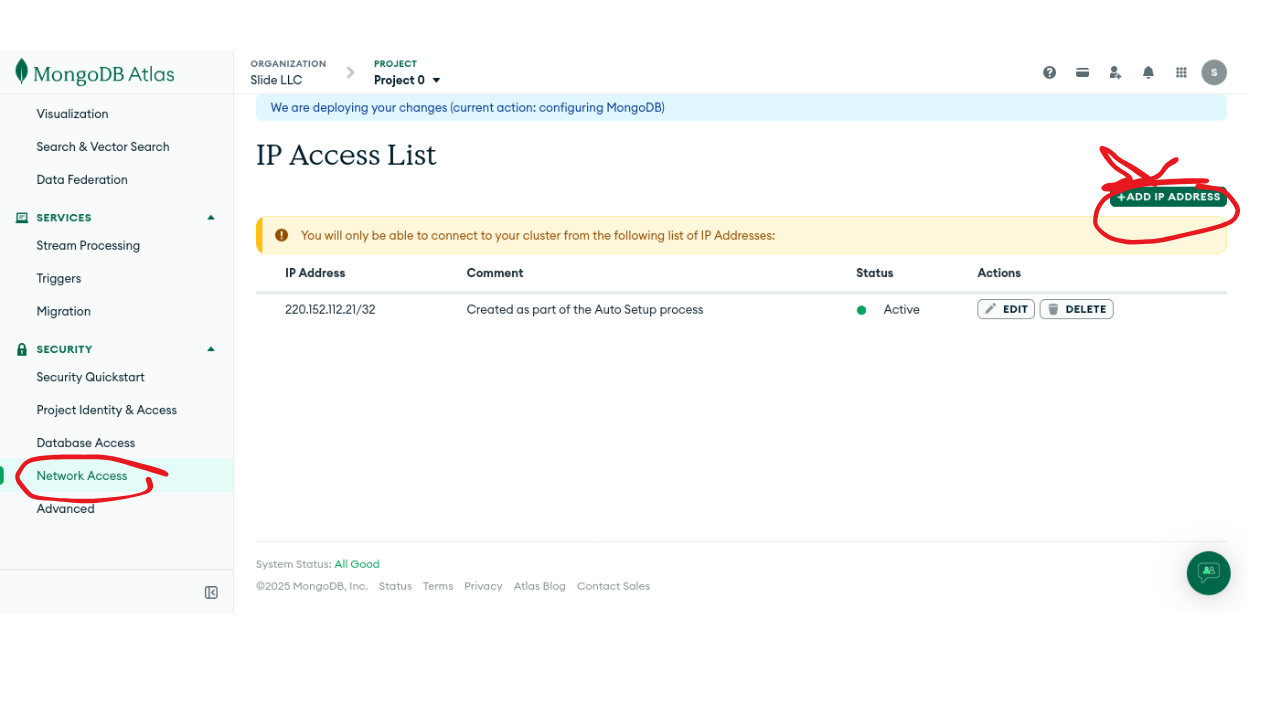 MongoDB Atlas
ORGANIZATION
Slide LLC
PROJECT
Project 0
S
Visualization
Search & Vector Search
Data Federation
SERVICES
Stream Processing
Triggers
Migration
SECURITY
Security Quickstart
Project Identity & Access
Database Access
Network Access
Advanced
We are deploying your changes (current action: configuring MongoDB)
IP Access List
+ADD IP ADDRESS
You will only be able to connect to your cluster from the following list of IP Addresses:
IP Address Comment Status Actions
220.152.112.21/32 Created as part of the Auto Setup process Active EDIT DELETE
System Status: All Good
©2025 MongoDB, Inc. Status Terms Privacy Atlas Blog Contact Sales